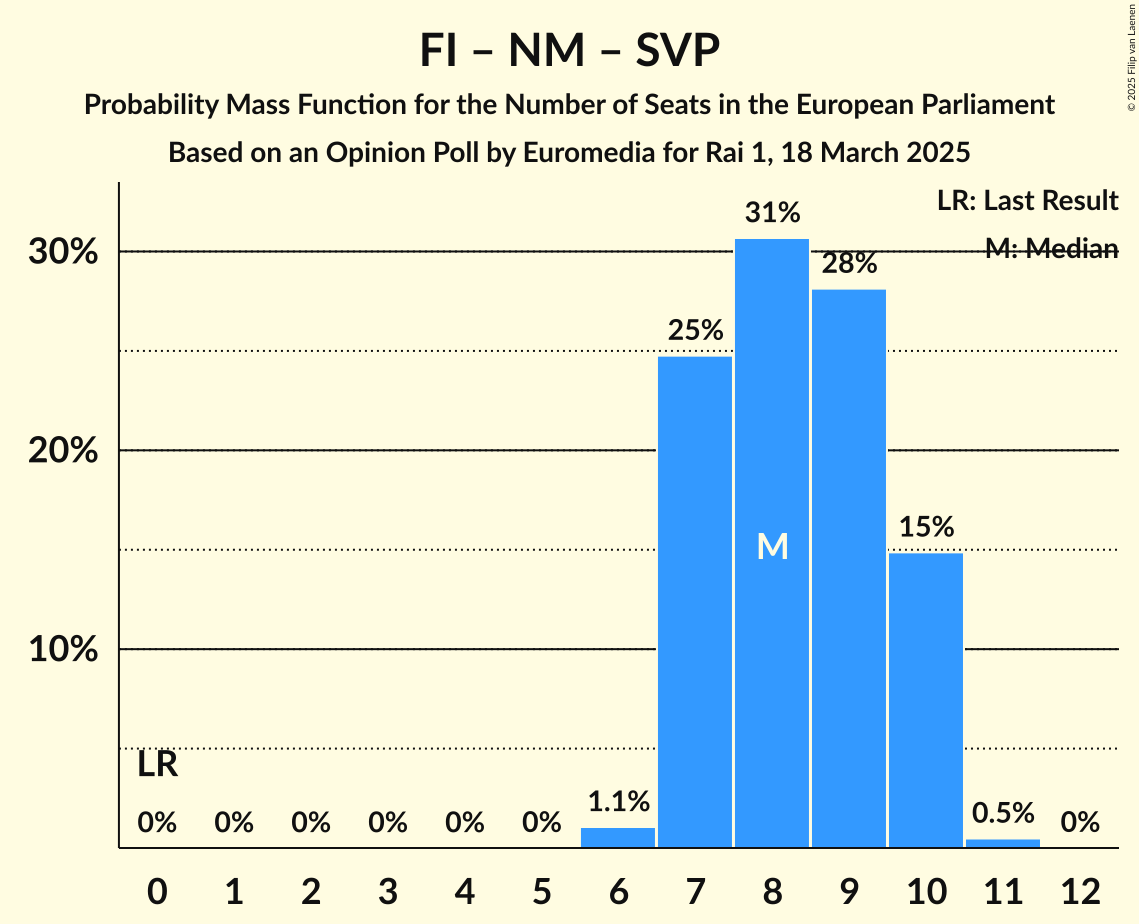 FI – NM – SVP
Probability Mass Function for the Number of Seats in the European Parliament
Based on an Opinion Poll by Euromedia for Rai 1, 18 March 2025
© 2025 Filip van Laenen
LR: Last Result
M: Median
30%
20%
10%
31%
28%
25%
15%
M
LR
0% 0% 0% 0% 0% 0% 1.1% 0.5% 0%
0 1 2 3 4 5 6 7 8 9 10 11 12